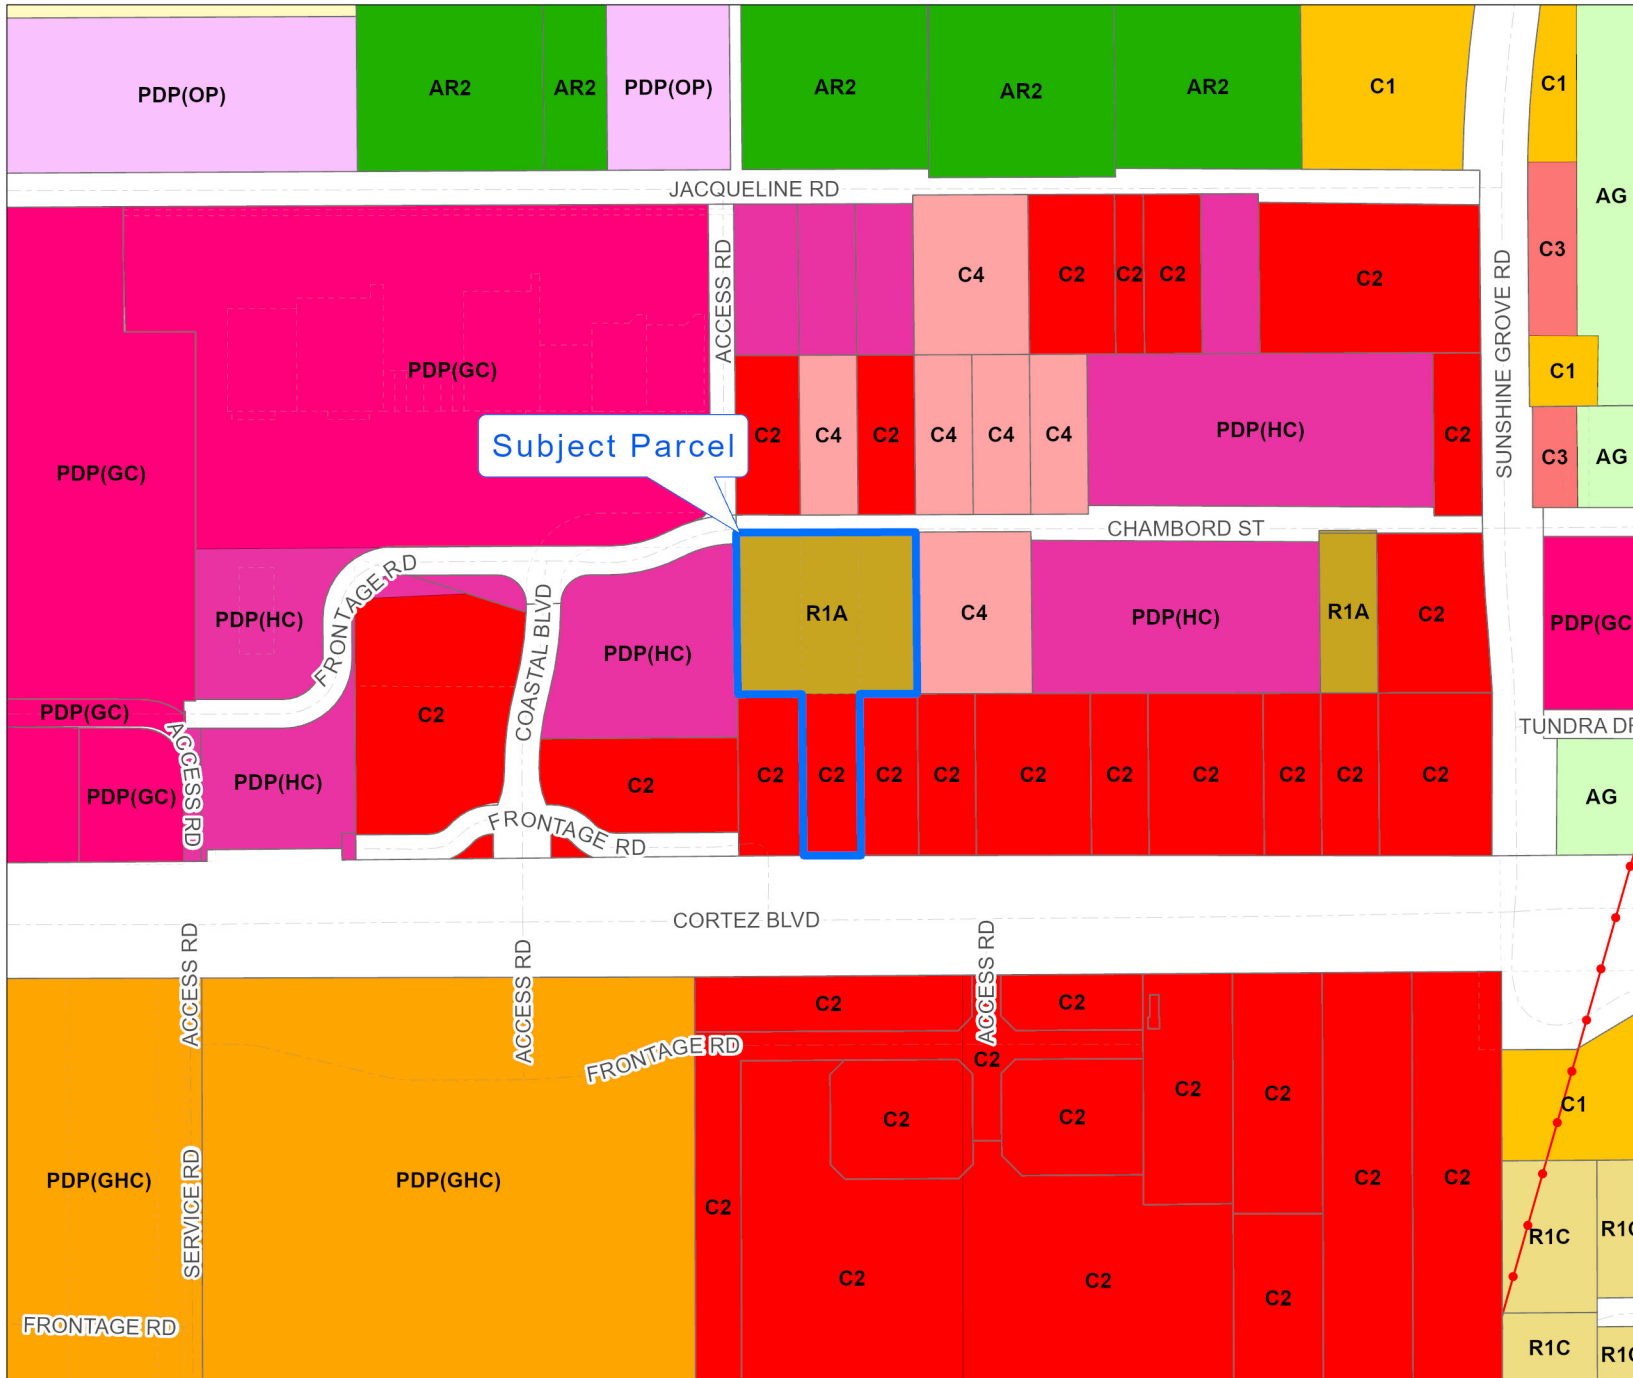 PDP(OP)
AR2
AR2
PDP(OP)
AR2
AR2
AR2
C1
C1
AG
JACQUELINE RD
ACCESS RD
C4
C2
C2
C2
C2
SUNSHINE GROVE RD
C3
C1
PDP(GC)
PDP(GC)
Subject Parcel
C2
C4
C2
C4
C4
C4
PDP(HC)
C2
C3
AG
CHAMBORD ST
FRONTAGE RD
PDP(HC)
COASTAL BLVD
PDP(HC)
R1A
C4
PDP(HC)
R1A
C2
PDP(GC
PDP(GC)
ACCESS RD
C2
TUNDRA DR
PDP(GC)
PDP(HC)
C2
C2
C2
C2
C2
C2
C2
C2
C2
C2
C2
AG
FRONTAGE RD
CORTEZ BLVD
ACCESS RD
ACCESS RD
ACCESS RD
C2
C2
FRONTAGE RD
C2
C2
C2
C2
C2
C1
PDP(GHC)
SERVICE RD
PDP(GHC)
C2
C2
C2
R1C
R1C
C2
C2
C2
FRONTAGE RD
R1C
R1C